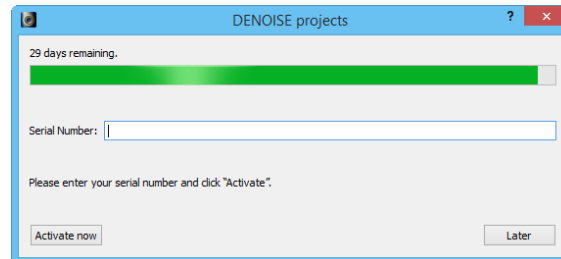 DENOISE projects
?
29 days remaining.
Serial Number:
Please enter your serial number and click "Activate".
Activate now
Later